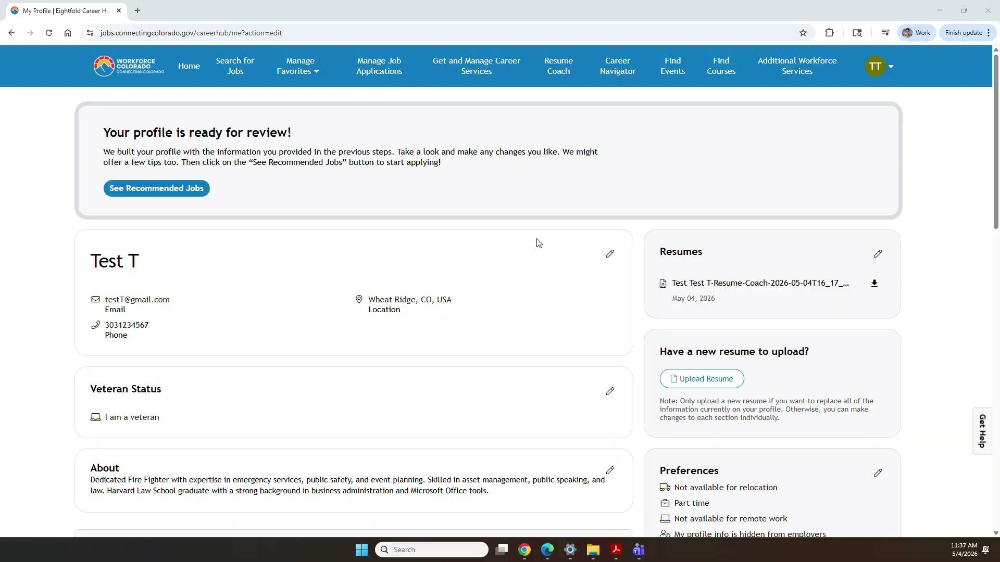 My Profile | Eightfold Career Hu
jobs.connectingcolorado.gov/careerhub/me?action=edit
Work
Finish update
WORKFORCE
COLORADO
CONNECTING COLORADO
Home
Search for
Jobs
Manage
Favorites
Manage Job
Applications
Get and Manage Career
Services
Resume
Coach
Career
Navigator
Find
Events
Find
Courses
Additional Workforce
Services
TT
Your profile is ready for review!
We built your profile with the information you provided in the previous steps. Take a look and make any changes you like. We might
offer a few tips too. Then click on the “See Recommended Jobs” button to start applying!
See Recommended Jobs
Test T
testT@gmail.com
Email
3031234567
Phone
Wheat Ridge, CO, USA
Location
Resumes
Test Test T-Resume-Coach-2026-05-04T16_17_...
May 04, 2026
Have a new resume to upload?
Upload Resume
Note: Only upload a new resume if you want to replace all of the
information currently on your profile. Otherwise, you can make
changes to each section individually.
Veteran Status
I am a veteran
About
Dedicated Fire Fighter with expertise in emergency services, public safety, and event planning. Skilled in asset management, public speaking, and
law. Harvard Law School graduate with a strong background in business administration and Microsoft Office tools.
Preferences
Not available for relocation
Part time
Not available for remote work
My profile info is hidden from employers
Get Help
Search
11:37 AM
5/4/2026